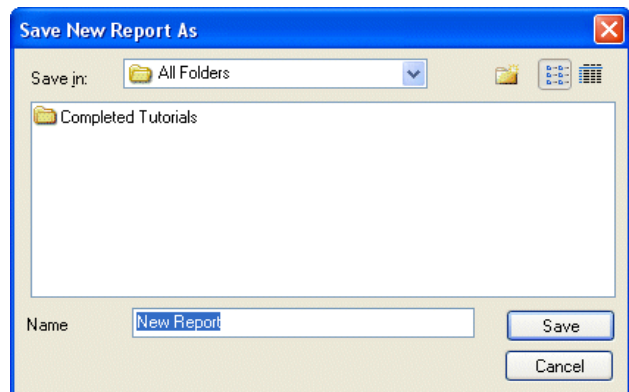 Save New Report As
Save in: All Folders
Completed Tutorials
Name New Report Save
Cancel